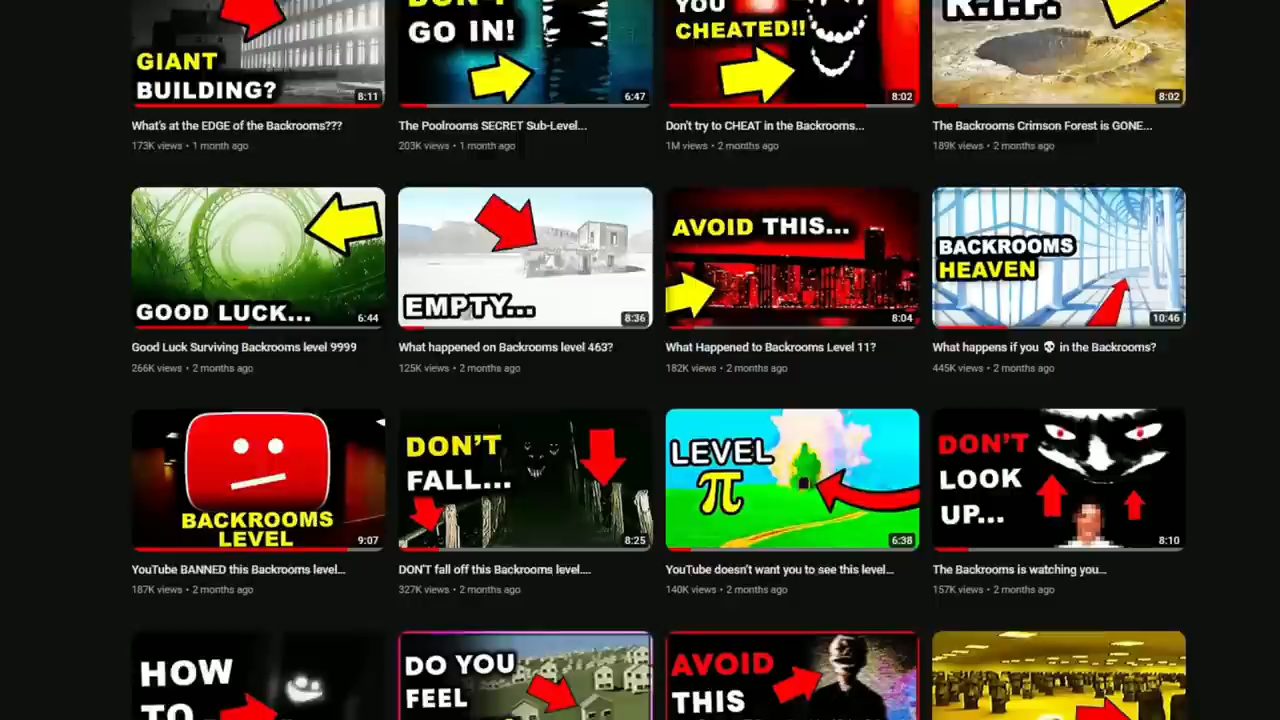 GIANT
BUILDING?
8:11
GO IN!
6:47
YOU
CHEATED!!
8:02
R.I.P.
8:02
What's at the EDGE of the Backrooms???
173K views • 1 month ago
The Poolrooms SECRET Sub-Level...
203K views • 1 month ago
Don't try to CHEAT in the Backrooms...
1M views • 2 months ago
The Backrooms Crimson Forest is GONE...
189K views • 2 months ago
GOOD LUCK...
6:44
EMPTY...
8:36
AVOID THIS...
8:04
BACKROOMS
HEAVEN
10:46
Good Luck Surviving Backrooms level 9999
266K views • 2 months ago
What happened on Backrooms level 463?
125K views • 2 months ago
What Happened to Backrooms Level 11?
182K views • 2 months ago
What happens if you 💀 in the Backrooms?
445K views • 2 months ago
BACKROOMS
LEVEL
9:07
DON'T
FALL...
8:25
LEVEL
π
6:38
DON'T
LOOK
UP...
8:10
YouTube BANNED this Backrooms level...
187K views • 2 months ago
DON'T fall off this Backrooms level....
327K views • 2 months ago
YouTube doesn't want you to see this level...
140K views • 2 months ago
The Backrooms is watching you...
157K views • 2 months ago
HOW
TO
DO YOU
FEEL
AVOID
THIS